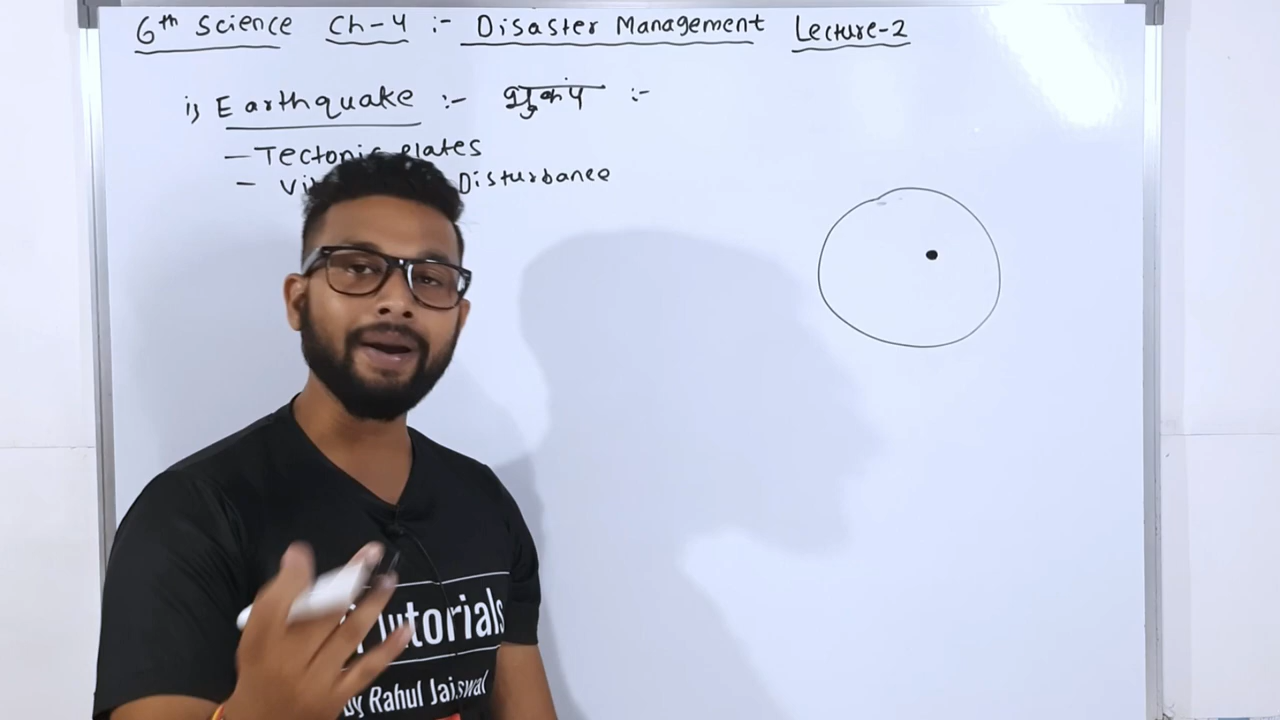 6th Science Ch-4 :- Disaster Management Lecture-2
i) Earthquake :- भूकंप :-
- Tectonic plates
- Disturbance
Tutorials
by Rahul Jaiswal